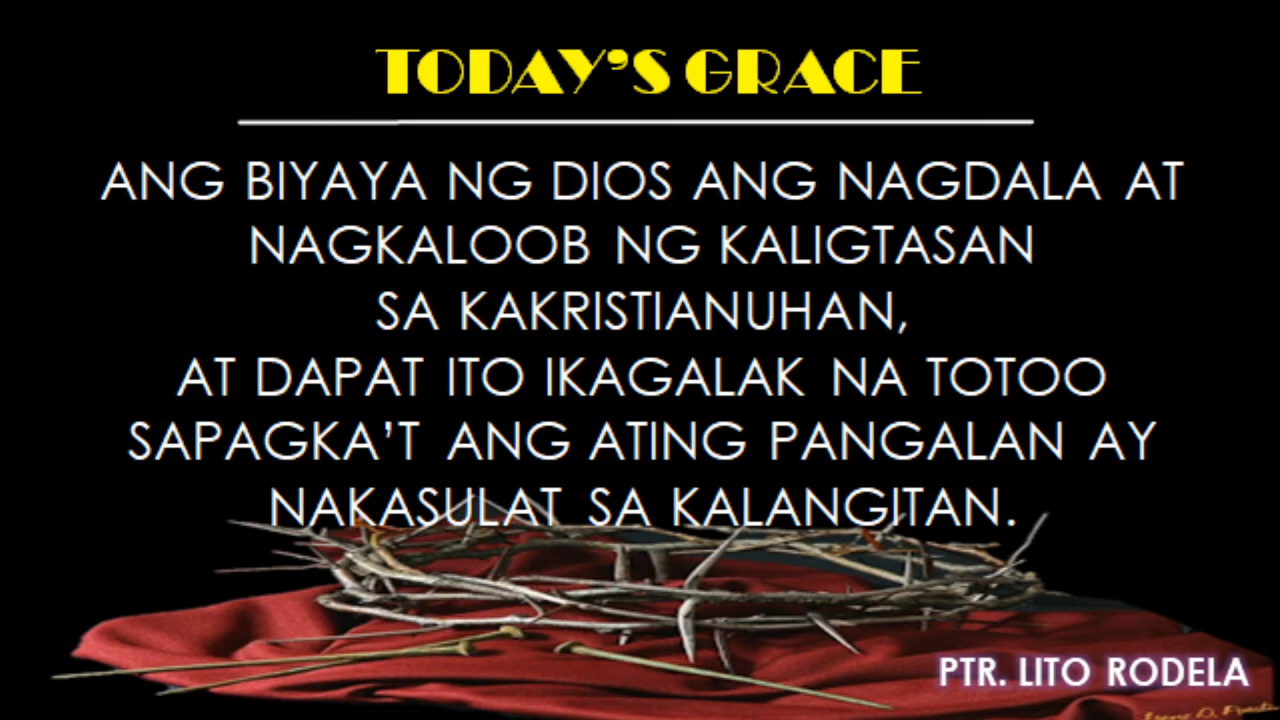 TODAY'S GRACE
ANG BIYAYA NG DIOS ANG NAGDALA AT
NAGKALOOB NG KALIGTASAN
SA KAKRISTIANUHAN,
AT DAPAT ITO IKAGALAK NA TOTOO
SAPAGKA'T ANG ATING PANGALAN AY
NAKASULAT SA KALANGITAN.
PTR. LITO RODELA